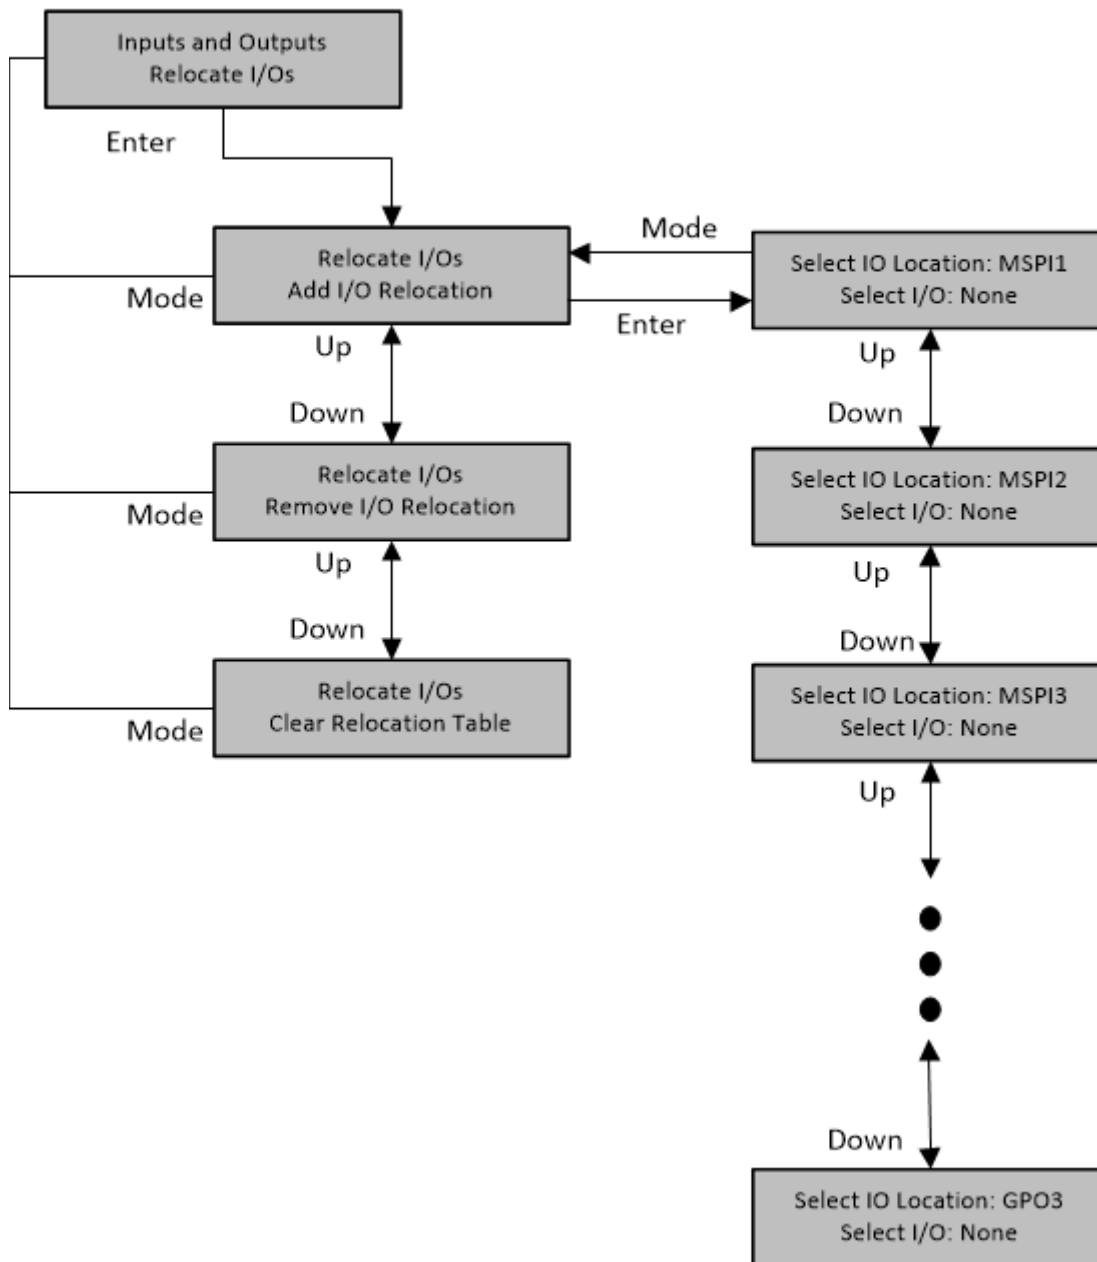 Inputs and Outputs
Relocate I/Os
Enter
Relocate I/Os
Add I/O Relocation
Mode
Mode
Enter
Select IO Location: MSPI1
Select I/O: None
Up
Down
Up
Down
Relocate I/Os
Remove I/O Relocation
Mode
Select IO Location: MSPI2
Select I/O: None
Up
Down
Up
Down
Relocate I/Os
Clear Relocation Table
Mode
Select IO Location: MSPI3
Select I/O: None
Up
Down
Select IO Location: GPO3
Select I/O: None